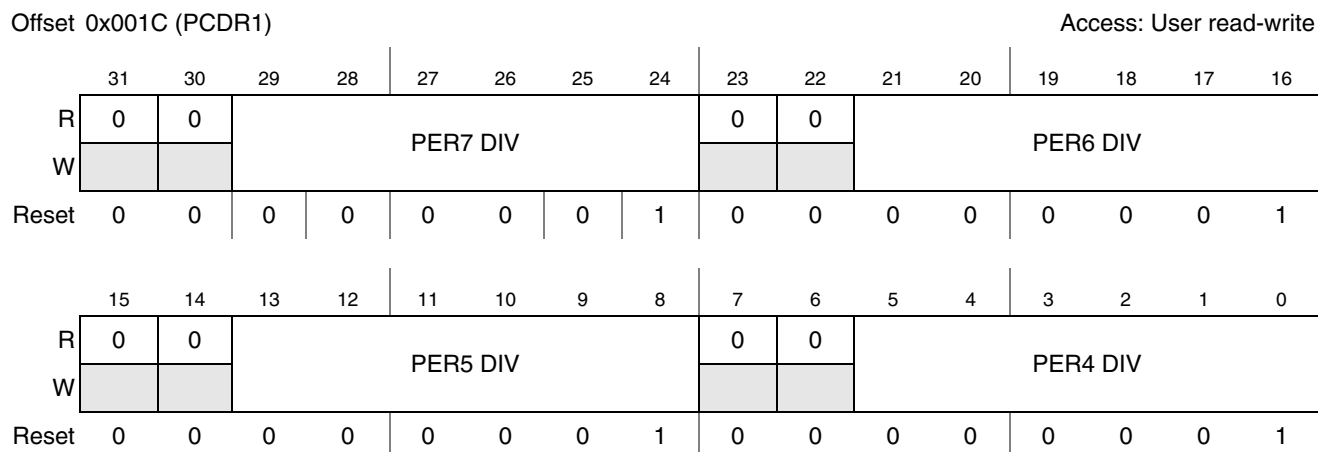 Offset 0x001C (PCDR1) Access: User read-write
31 30 29 28 27 26 25 24 23 22 21 20 19 18 17 16
R 0 0 PER7 DIV 0 0 PER6 DIV
W
Reset 0 0 0 0 0 0 0 1 0 0 0 0 0 0 0 1
15 14 13 12 11 10 9 8 7 6 5 4 3 2 1 0
R 0 0 PER5 DIV 0 0 PER4 DIV
W
Reset 0 0 0 0 0 0 0 1 0 0 0 0 0 0 0 1